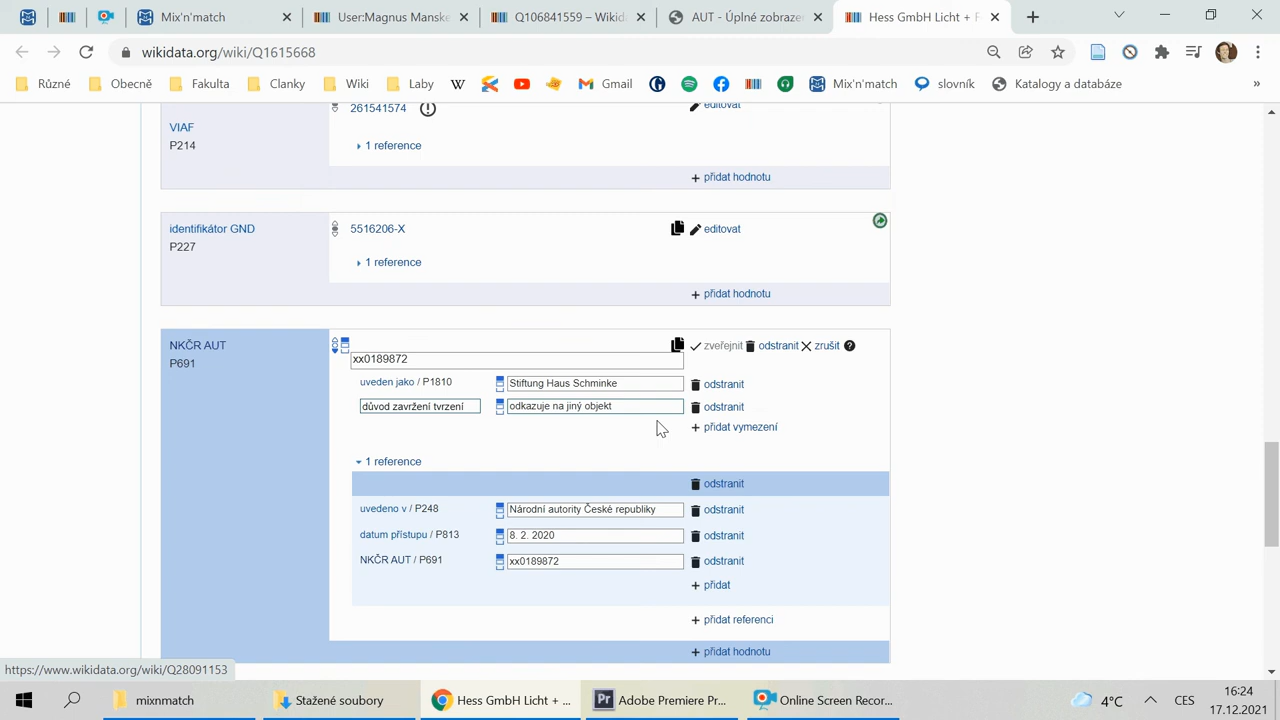 Mix'n'match
User:Magnus Manske
Q106841559 – Wikid
AUT - Úplné zobraze
Hess GmbH Licht + F
wikidata.org/wiki/Q1615668
Různé
Obecně
Fakulta
Clanky
Wiki
Laby
Gmail
Mix'n'match
slovník
Katalogy a databáze
»
261541574
editovat
VIAF
P214
1 reference
+ přidat hodnotu
identifikátor GND
P227
5516206-X
editovat
1 reference
+ přidat hodnotu
NKČR AUT
P691
zveřejnit odstranit zrušit
xx0189872
uveden jako / P1810 Stiftung Haus Schminke odstranit
důvod zavržení tvrzení odkazuje na jiný objekt odstranit
+ přidat vymezení
1 reference
odstranit
uvedeno v / P248 Národní autority České republiky odstranit
datum přístupu / P813 8. 2. 2020 odstranit
NKČR AUT / P691 xx0189872 odstranit
+ přidat
+ přidat referenci
+ přidat hodnotu
https://www.wikidata.org/wiki/Q28091153
mixnmatch
Stažené soubory
Hess GmbH Licht + ...
Pr
Adobe Premiere Pr...
Online Screen Recor...
4°C
CES
16:24
17.12.2021